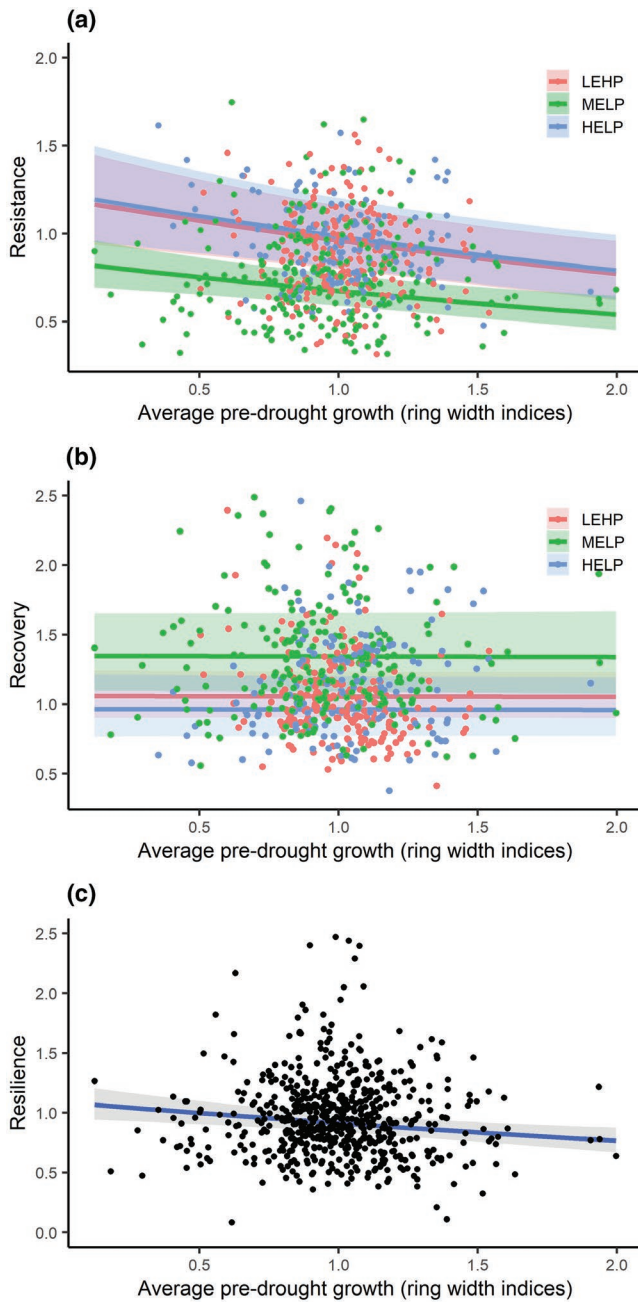 (a)
2.0
1.5
1.0
0.5
Resistance
LEHP
MELP
HELP
0.5 1.0 1.5 2.0
Average pre-drought growth (ring width indices)
(b)
2.5
2.0
1.5
1.0
0.5
Recovery
LEHP
MELP
HELP
0.5 1.0 1.5 2.0
Average pre-drought growth (ring width indices)
(c)
2.5
2.0
1.5
1.0
0.5
0.0
Resilience
0.5 1.0 1.5 2.0
Average pre-drought growth (ring width indices)